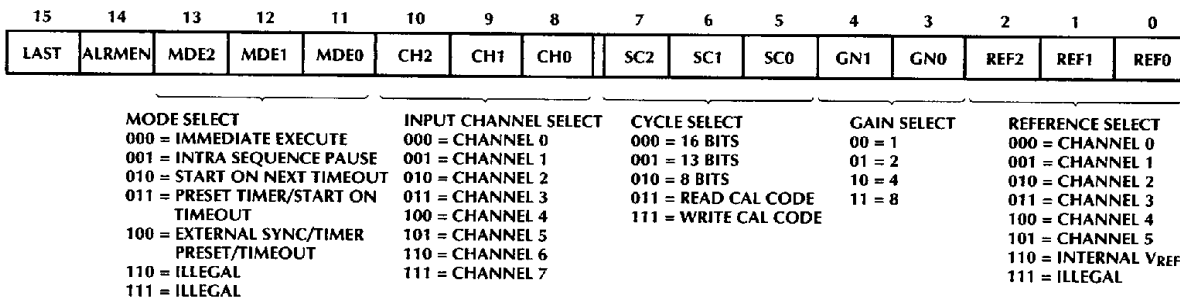 15 14 13 12 11 10 9 8 7 6 5 4 3 2 1 0
LAST ALRMEN MDE2 MDE1 MDE0 CH2 CH1 CH0 SC2 SC1 SC0 GN1 GN0 REF2 REF1 REF0
MODE SELECT
000 = IMMEDIATE EXECUTE
001 = INTRA SEQUENCE PAUSE
010 = START ON NEXT TIMEOUT
011 = PRESET TIMER/START ON
TIMEOUT
100 = EXTERNAL SYNC/TIMER
PRESET/TIMEOUT
110 = ILLEGAL
111 = ILLEGAL
INPUT CHANNEL SELECT
000 = CHANNEL 0
001 = CHANNEL 1
010 = CHANNEL 2
011 = CHANNEL 3
100 = CHANNEL 4
101 = CHANNEL 5
110 = CHANNEL 6
111 = CHANNEL 7
CYCLE SELECT
000 = 16 BITS
001 = 13 BITS
010 = 8 BITS
011 = READ CAL CODE
111 = WRITE CAL CODE
GAIN SELECT
00 = 1
01 = 2
10 = 4
11 = 8
REFERENCE SELECT
000 = CHANNEL 0
001 = CHANNEL 1
010 = CHANNEL 2
011 = CHANNEL 3
100 = CHANNEL 4
101 = CHANNEL 5
110 = INTERNAL VREF
111 = ILLEGAL